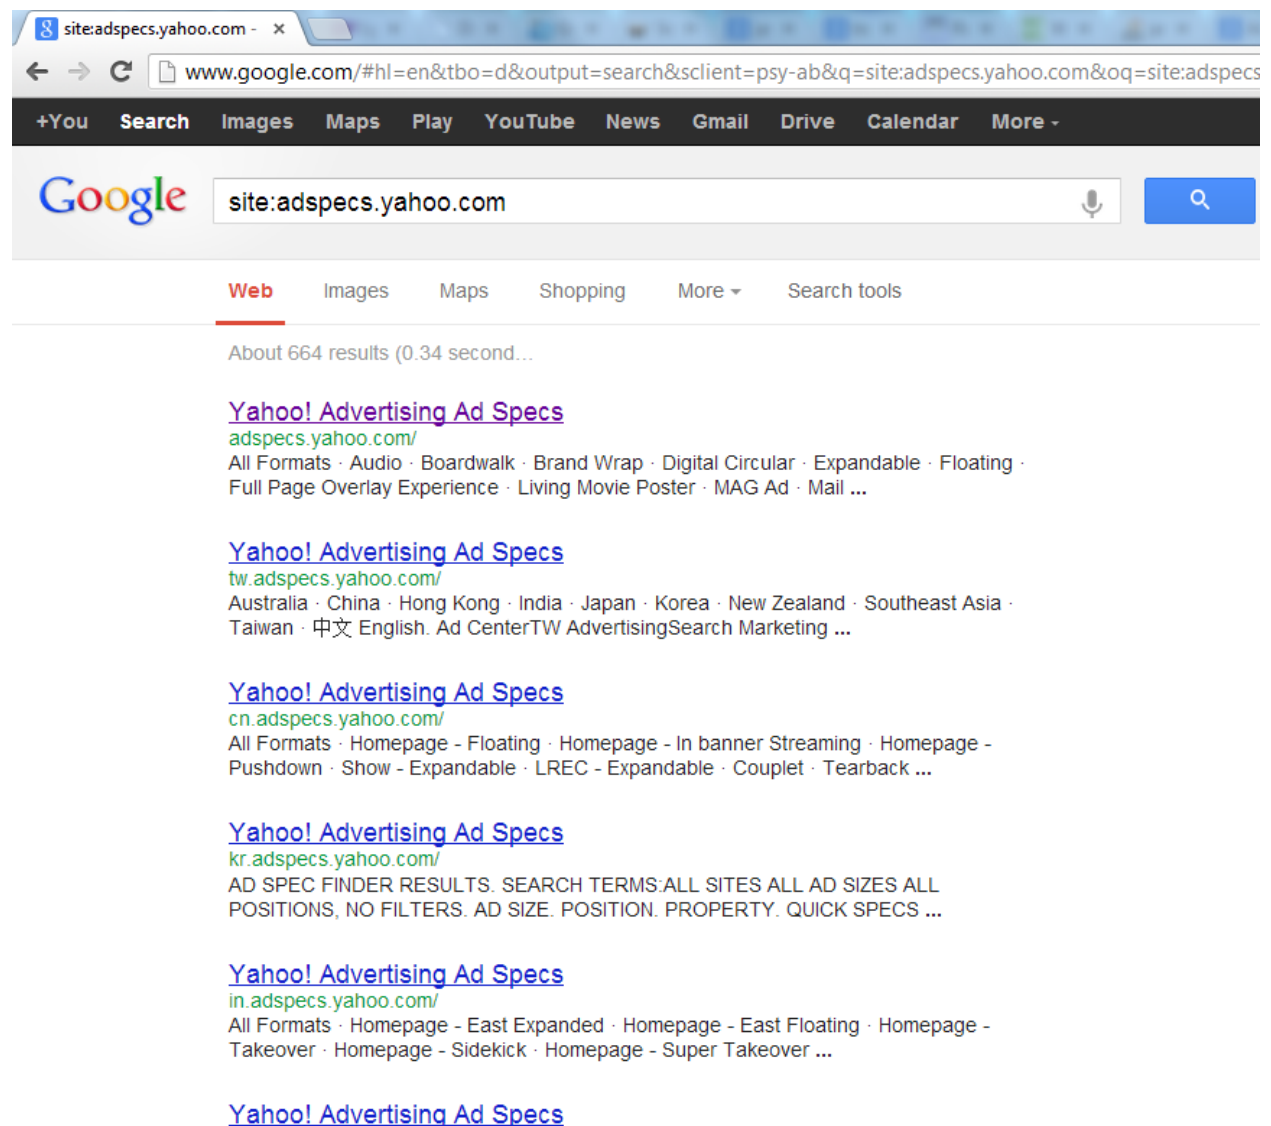 site:adspecs.yahoo.com -
www.google.com/#hl=en&tbo=d&output=search&sclient=psy-ab&q=site:adspecs.yahoo.com&oq=site:adspecs
+You Search Images Maps Play YouTube News Gmail Drive Calendar More
Google site:adspecs.yahoo.com
Web Images Maps Shopping More Search tools
About 664 results (0.34 second...
Yahoo! Advertising Ad Specs
adspecs.yahoo.com/
All Formats · Audio · Boardwalk · Brand Wrap · Digital Circular · Expandable · Floating ·
Full Page Overlay Experience · Living Movie Poster · MAG Ad · Mail ...
Yahoo! Advertising Ad Specs
tw.adspecs.yahoo.com/
Australia · China · Hong Kong · India · Japan · Korea · New Zealand · Southeast Asia ·
Taiwan · 中文 English. Ad CenterTW AdvertisingSearch Marketing ...
Yahoo! Advertising Ad Specs
cn.adspecs.yahoo.com/
All Formats · Homepage - Floating · Homepage - In banner Streaming · Homepage -
Pushdown · Show - Expandable · LREC - Expandable · Couplet · Tearback ...
Yahoo! Advertising Ad Specs
kr.adspecs.yahoo.com/
AD SPEC FINDER RESULTS. SEARCH TERMS:ALL SITES ALL AD SIZES ALL
POSITIONS, NO FILTERS. AD SIZE. POSITION. PROPERTY. QUICK SPECS ...
Yahoo! Advertising Ad Specs
in.adspecs.yahoo.com/
All Formats · Homepage - East Expanded · Homepage - East Floating · Homepage -
Takeover · Homepage - Sidekick · Homepage - Super Takeover ...
Yahoo! Advertising Ad Specs